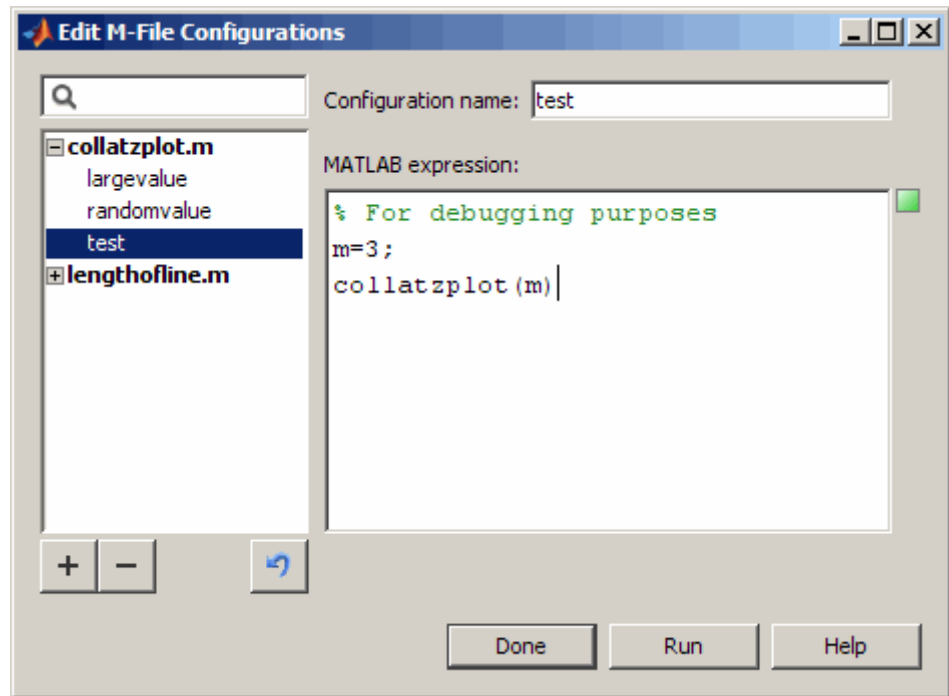 Edit M-File Configurations
Configuration name: test
collatzplot.m
largevalue
randomvalue
test
lengthofline.m
MATLAB expression:
% For debugging purposes
m=3;
collatzplot(m)
Done
Run
Help